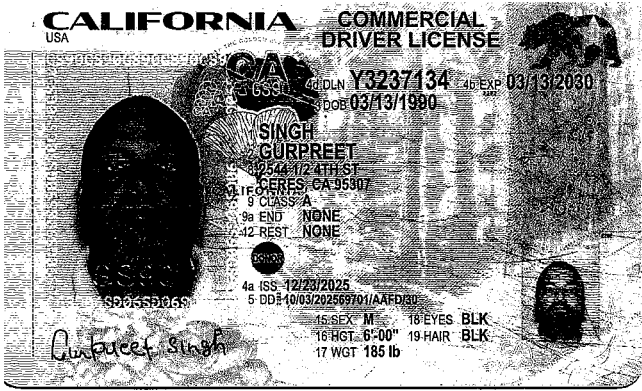 CALIFORNIA
USA
COMMERCIAL
DRIVER LICENSE
4d DLN Y3237134 4b EXP 03/13/2030
3 DOB 03/13/1990
SINGH
GURPREET
2544 1/2 4TH ST
CERES, CA 95307
9 CLASS A
9a END NONE
12 REST NONE
4a ISS 12/23/2025
5 DD 10/03/202569701/AAFD/30
15 SEX M 18 EYES BLK
16 HGT 6'-00" 19 HAIR BLK
17 WGT 185 lb
Gurpreet Singh